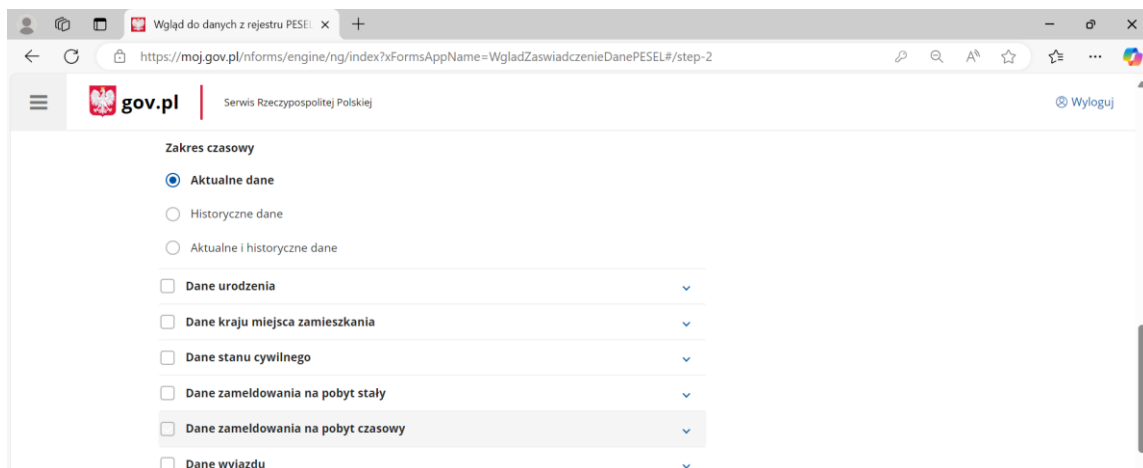 Wgląd do danych z rejestru PESEL
https://moj.gov.pl/nforms/engine/ng/index?xFormsAppName=WgladZaswiadczenieDanePESEL#/step-2
gov.pl Serwis Rzeczypospolitej Polskiej Wyloguj
Zakres czasowy
Aktualne dane
Historyczne dane
Aktualne i historyczne dane
Dane urodzenia
Dane kraju miejsca zamieszkania
Dane stanu cywilnego
Dane zameldowania na pobyt stały
Dane zameldowania na pobyt czasowy
Dane wyjazdu